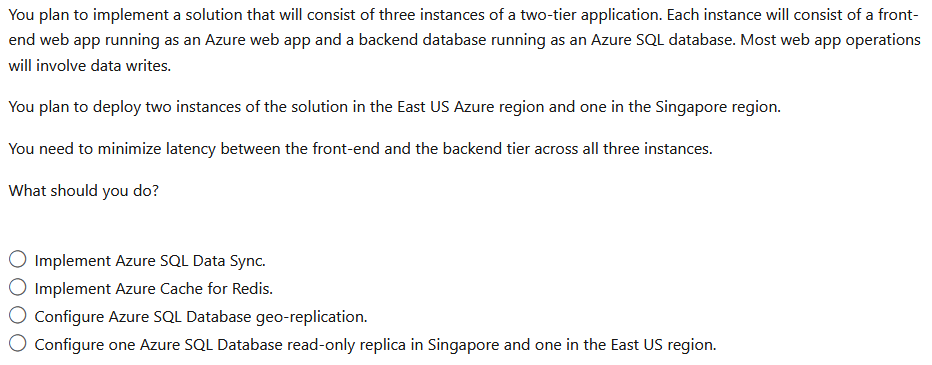 You plan to implement a solution that will consist of three instances of a two-tier application. Each instance will consist of a front-
end web app running as an Azure web app and a backend database running as an Azure SQL database. Most web app operations
will involve data writes.
You plan to deploy two instances of the solution in the East US Azure region and one in the Singapore region.
You need to minimize latency between the front-end and the backend tier across all three instances.
What should you do?
Implement Azure SQL Data Sync.
Implement Azure Cache for Redis.
Configure Azure SQL Database geo-replication.
Configure one Azure SQL Database read-only replica in Singapore and one in the East US region.